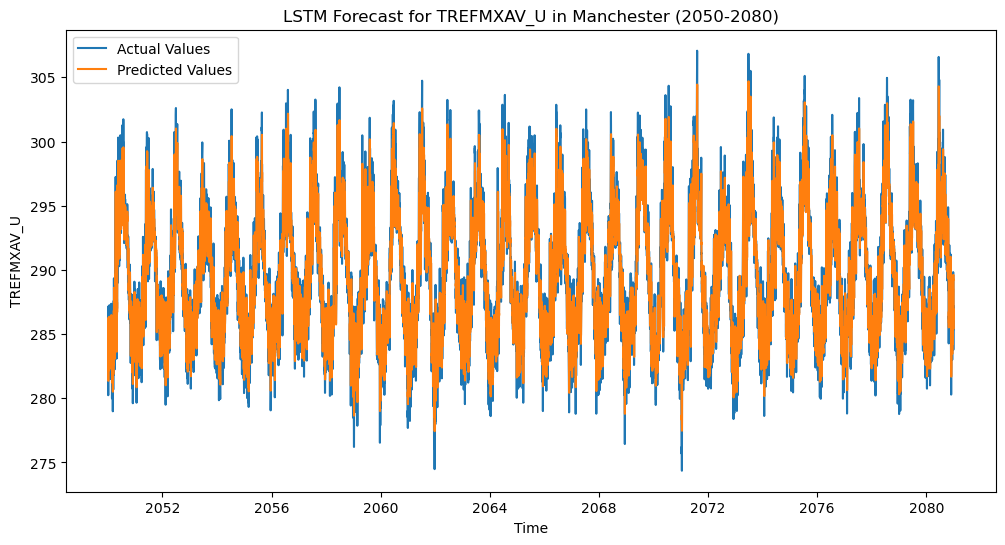 LSTM Forecast for TREFMXAV_U in Manchester (2050-2080)
Actual Values
Predicted Values
TREFMXAV_U
305
300
295
290
285
280
275
2052 2056 2060 2064 2068 2072 2076 2080
Time